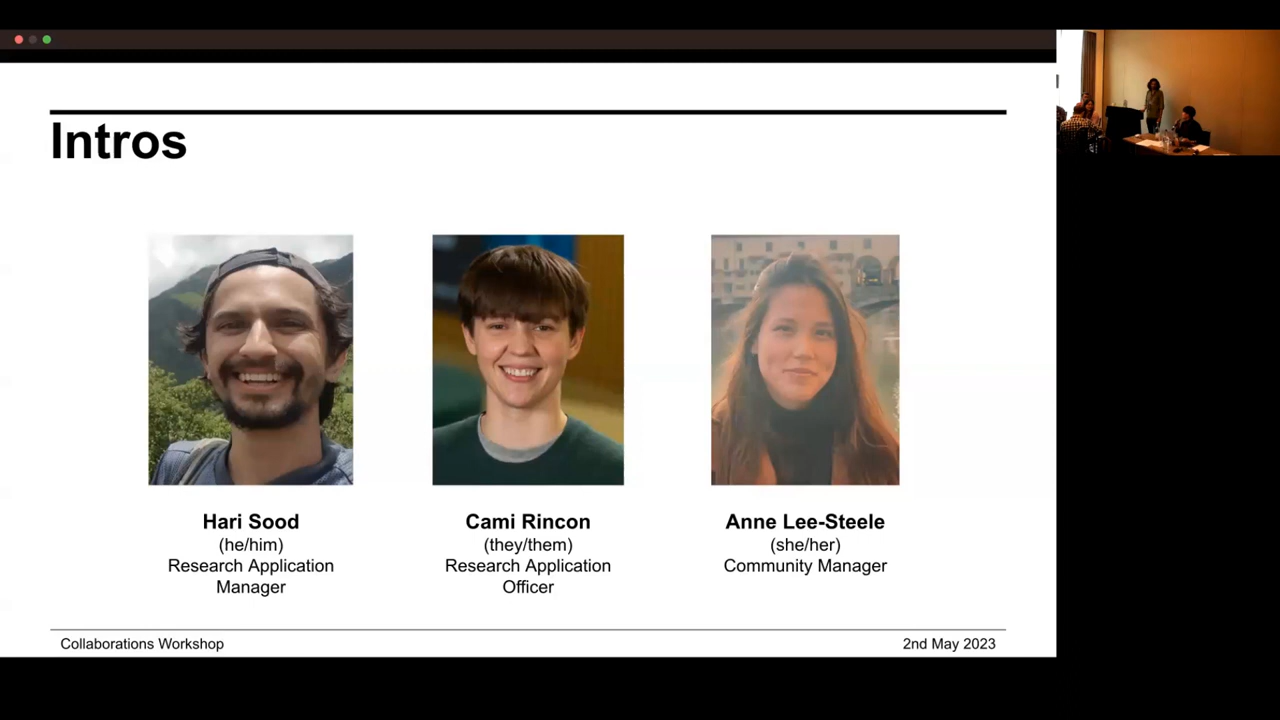 Intros
Hari Sood
(he/him)
Research Application
Manager
Cami Rincon
(they/them)
Research Application
Officer
Anne Lee-Steele
(she/her)
Community Manager
Collaborations Workshop
2nd May 2023